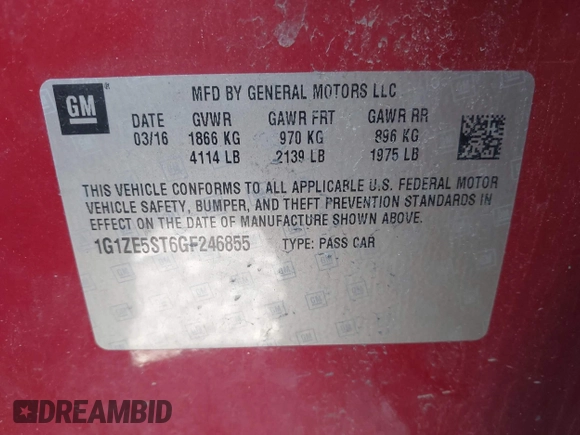 GM ® MFD BY GENERAL MOTORS LLC
DATE GVWR GAWR FRT GAWR RR
03/16 1866 KG 970 KG 896 KG
4114 LB 2139 LB 1975 LB
THIS VEHICLE CONFORMS TO ALL APPLICABLE U.S. FEDERAL MOTOR
VEHICLE SAFETY, BUMPER, AND THEFT PREVENTION STANDARDS IN
EFFECT ON THE DATE OF MANUFACTURE SHOWN ABOVE.
1G1ZE5ST6GF246855 TYPE: PASS CAR
DREAMBID